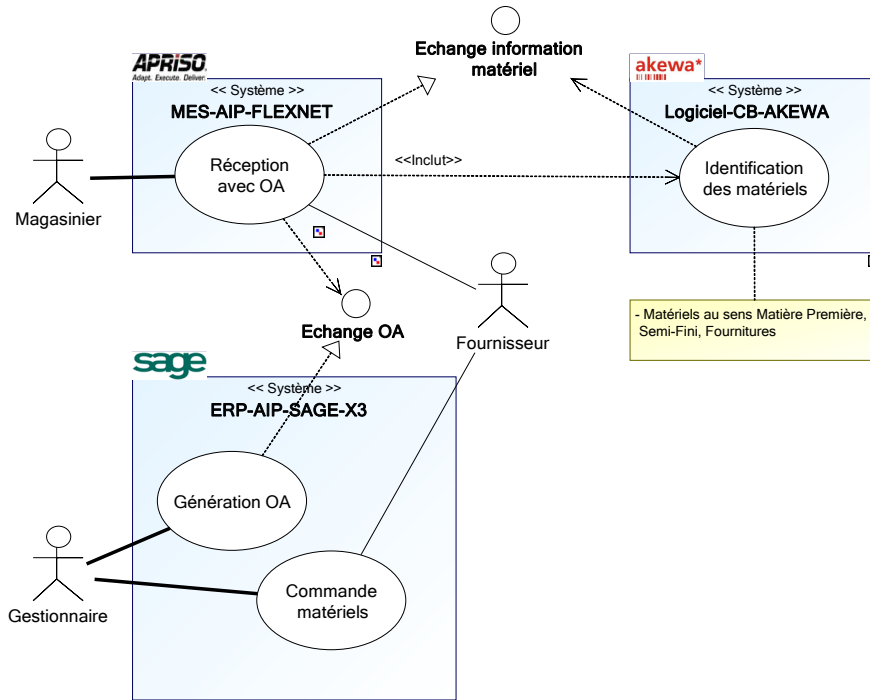 Echange information
matériel
APRISO
Adapt. Execute. Deliver.
<< Système >>
MES-AIP-FLEXNET
Réception
avec OA
Magasinier
<<Inclut>>
akewa*
<< Système >>
Logiciel-CB-AKEWA
Identification
des matériels
- Matériels au sens Matière Première,
Semi-Fini, Fournitures
Echange OA
Fournisseur
sage
<< Système >>
ERP-AIP-SAGE-X3
Génération OA
Commande
matériels
Gestionnaire